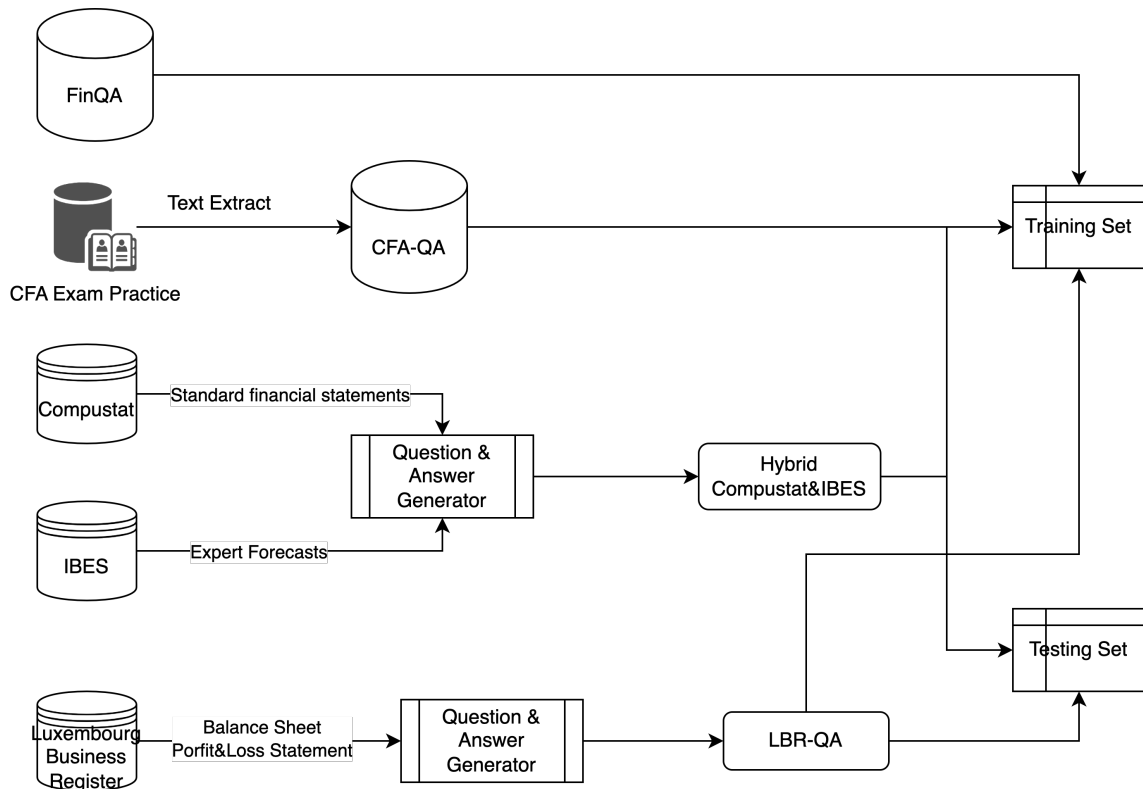 FinQA
Text Extract
CFA-QA
Training Set
CFA Exam Practice
Compustat
Standard financial statements
Question &
Answer
Generator
Hybrid
Compustat&IBES
IBES
Expert Forecasts
Testing Set
Luxembourg
Business
Register
Balance Sheet
Porfit&Loss Statement
Question &
Answer
Generator
LBR-QA